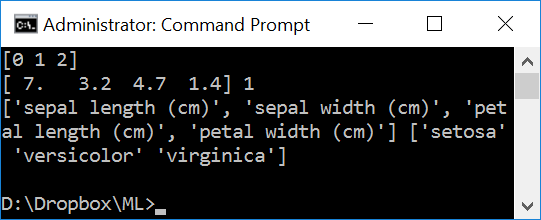 Administrator: Command Prompt
[0 1 2]
[ 7.   3.2  4.7  1.4] 1
['sepal length (cm)', 'sepal width (cm)', 'pet
al length (cm)', 'petal width (cm)'] ['setosa'
 'versicolor' 'virginica']
D:\Dropbox\ML>